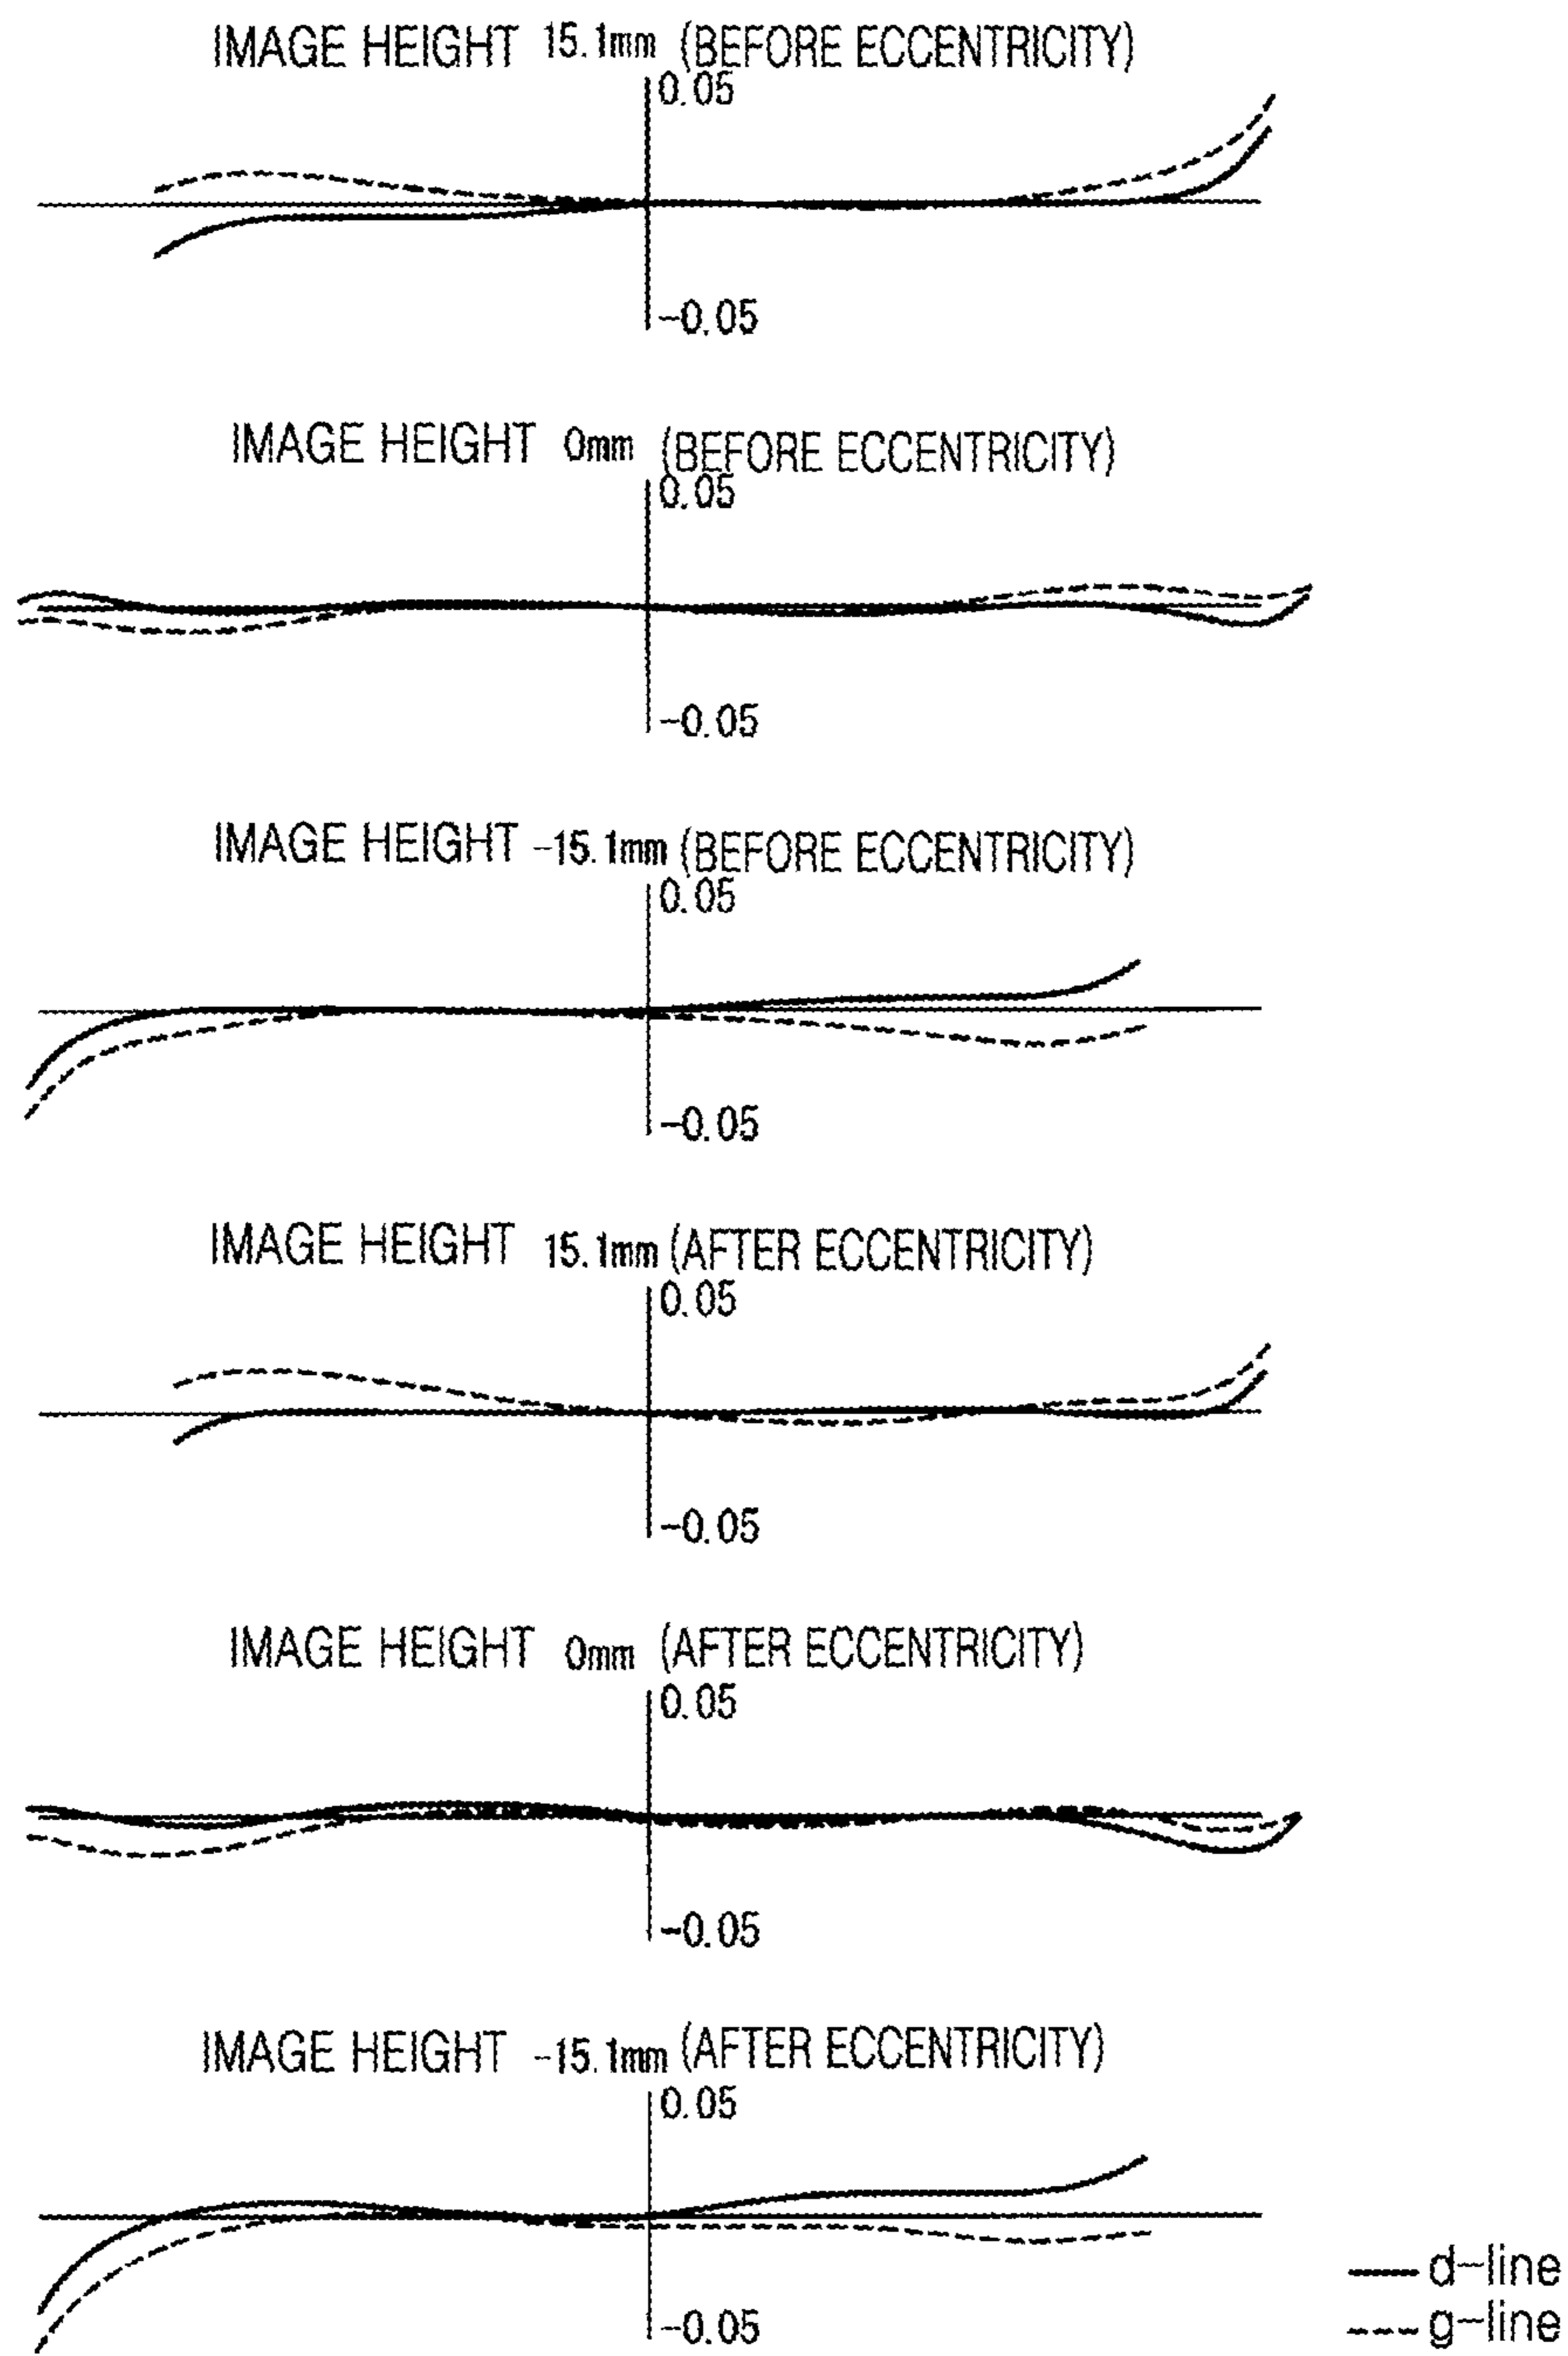 IMAGE HEIGHT 15.1mm (BEFORE ECCENTRICITY)
0.05
-0.05
IMAGE HEIGHT 0mm (BEFORE ECCENTRICITY)
0.05
-0.05
IMAGE HEIGHT -15.1mm (BEFORE ECCENTRICITY)
0.05
-0.05
IMAGE HEIGHT 15.1mm (AFTER ECCENTRICITY)
0.05
-0.05
IMAGE HEIGHT 0mm (AFTER ECCENTRICITY)
0.05
-0.05
IMAGE HEIGHT -15.1mm (AFTER ECCENTRICITY)
0.05
-0.05
d-line
g-line